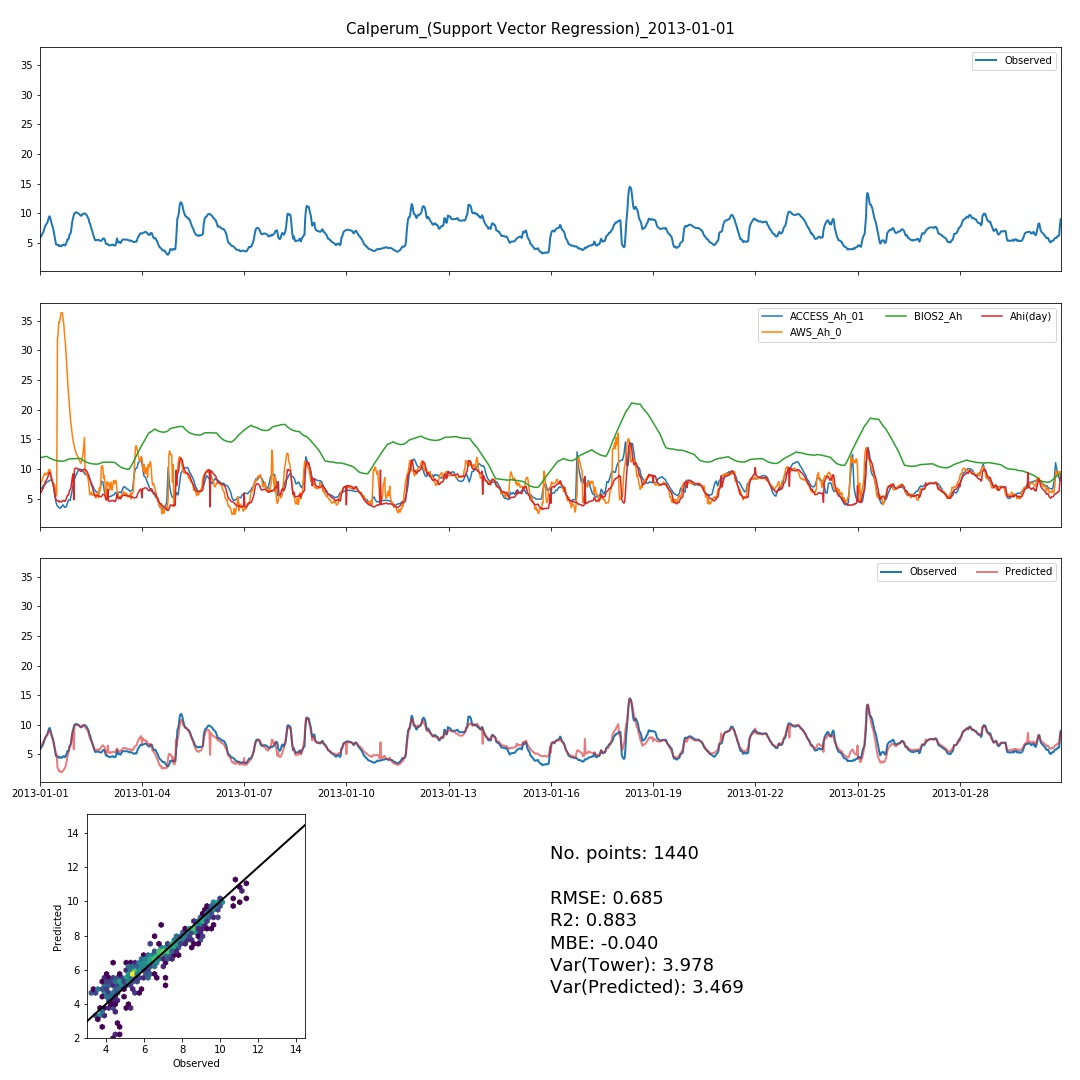 Calperum_(Support Vector Regression)_2013-01-01
35
30
25
20
15
10
5
Observed
35
30
25
20
15
10
5
ACCESS_Ah_01 BIOS2_Ah Ahi(day)
AWS_Ah_0
35
30
25
20
15
10
5
Observed Predicted
2013-01-01 2013-01-04 2013-01-07 2013-01-10 2013-01-13 2013-01-16 2013-01-19 2013-01-22 2013-01-25 2013-01-28
14
12
10
8
6
4
2
Predicted
4 6 8 10 12 14
Observed
No. points: 1440
RMSE: 0.685
R2: 0.883
MBE: -0.040
Var(Tower): 3.978
Var(Predicted): 3.469